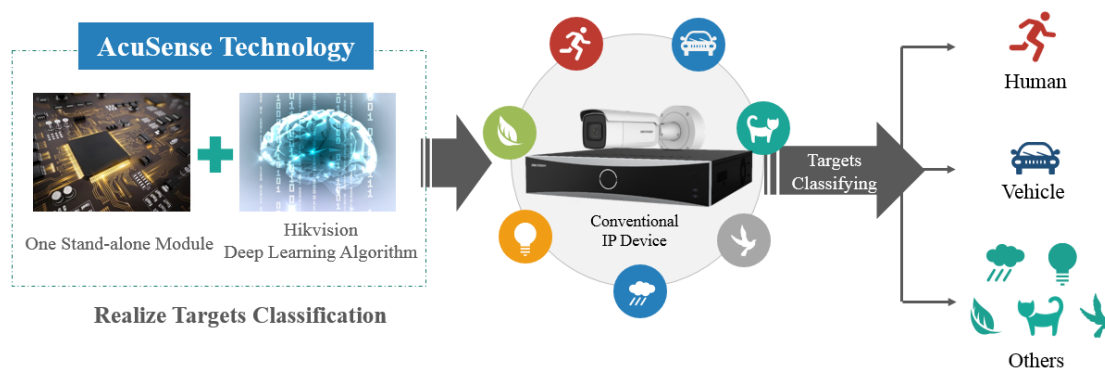 AcuSense Technology
One Stand-alone Module
Hikvision
Deep Learning Algorithm
Realize Targets Classification
HIKVISION
Conventional
IP Device
Targets
Classifying
Human
Vehicle
Others